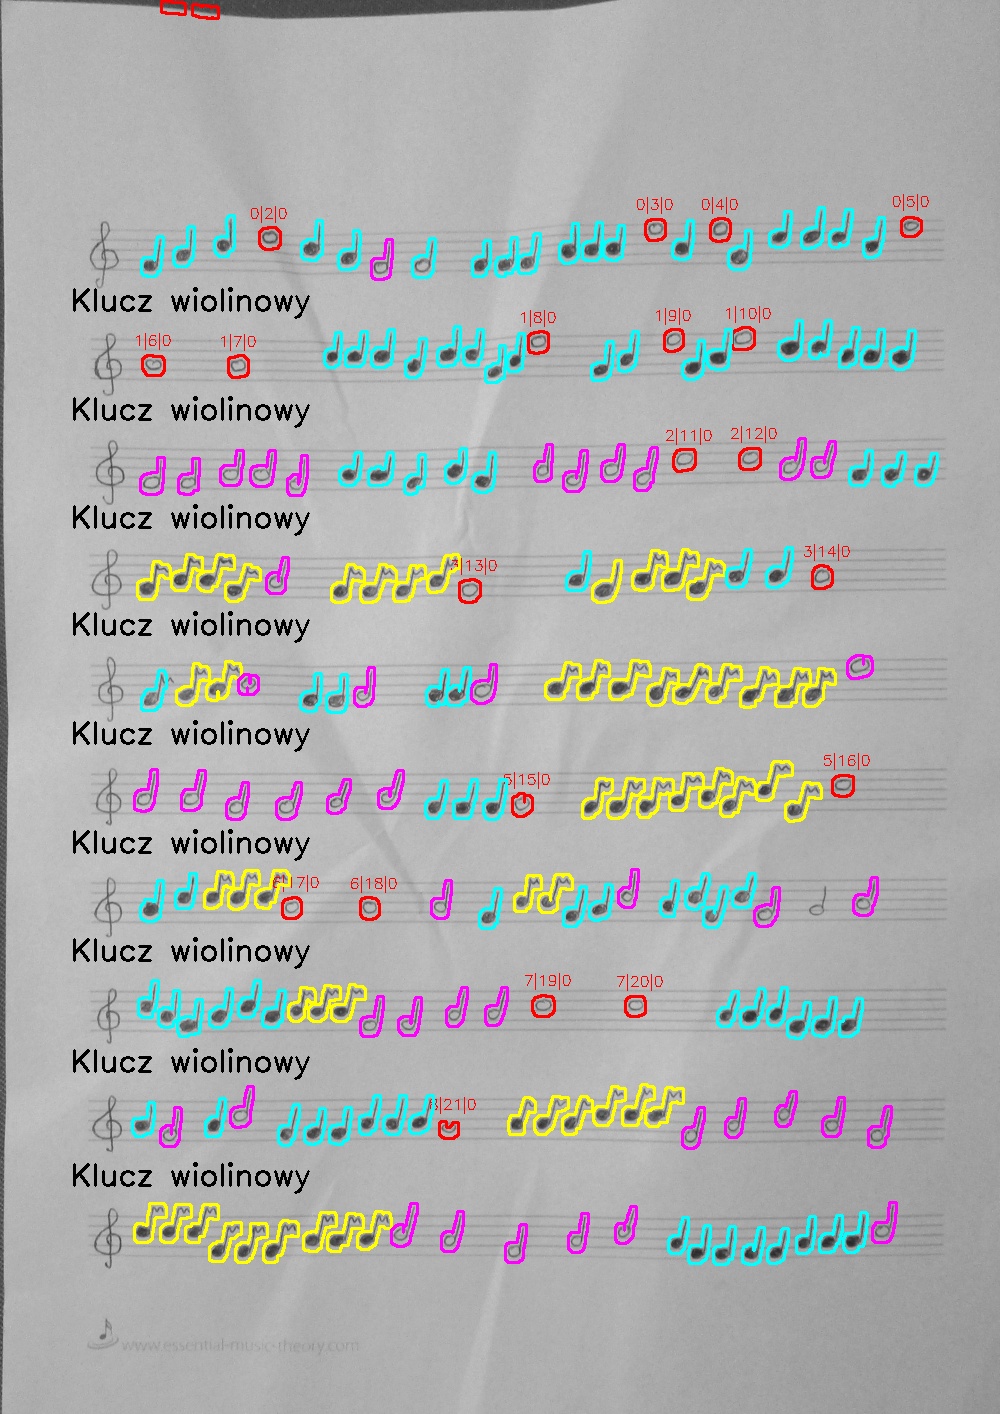 0|2|0 0|3|0 0|4|0 0|5|0
Klucz wiolinowy
1|6|0 1|7|0 1|8|0 1|9|0 1|10|0
Klucz wiolinowy
2|11|0 2|12|0
Klucz wiolinowy
3|13|0 3|14|0
Klucz wiolinowy
Klucz wiolinowy
5|15|0 5|16|0
Klucz wiolinowy
6|17|0 6|18|0
Klucz wiolinowy
7|19|0 7|20|0
Klucz wiolinowy
8|21|0
Klucz wiolinowy
www.essential-music-theory.com